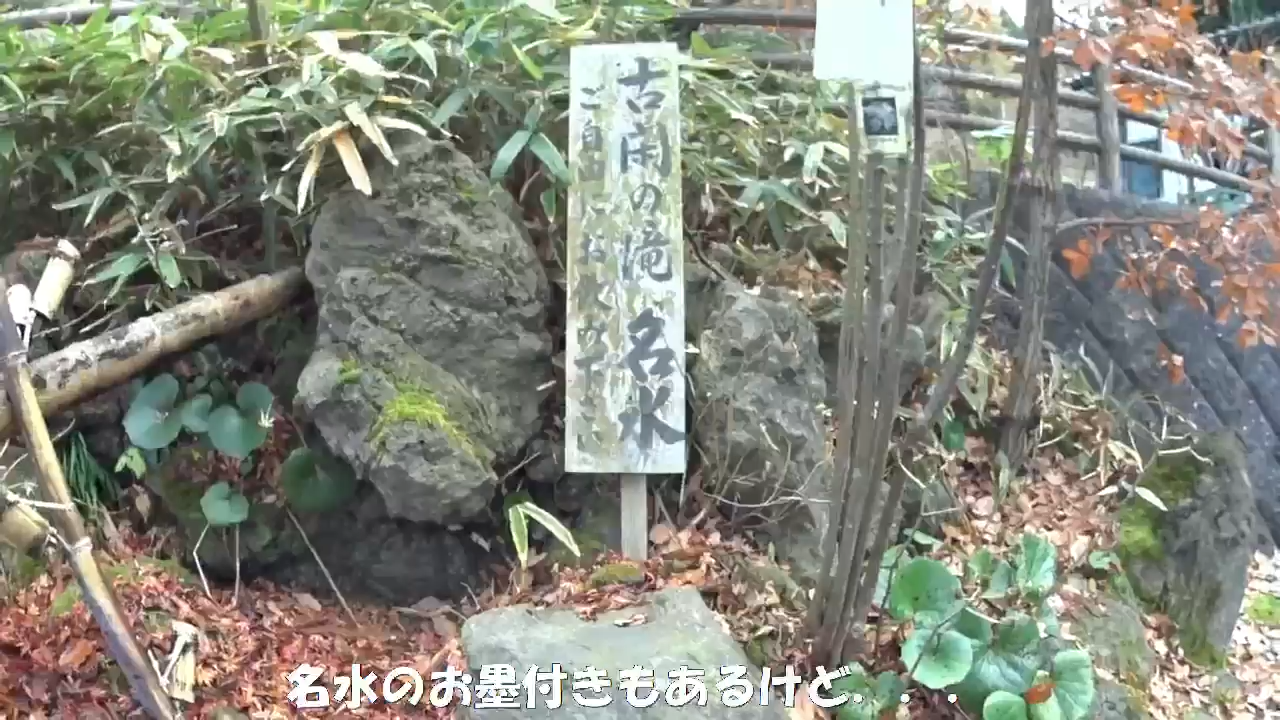 古閑の滝 名水
ご自由にお飲み下さい
名水のお墨付きもあるけど．．．